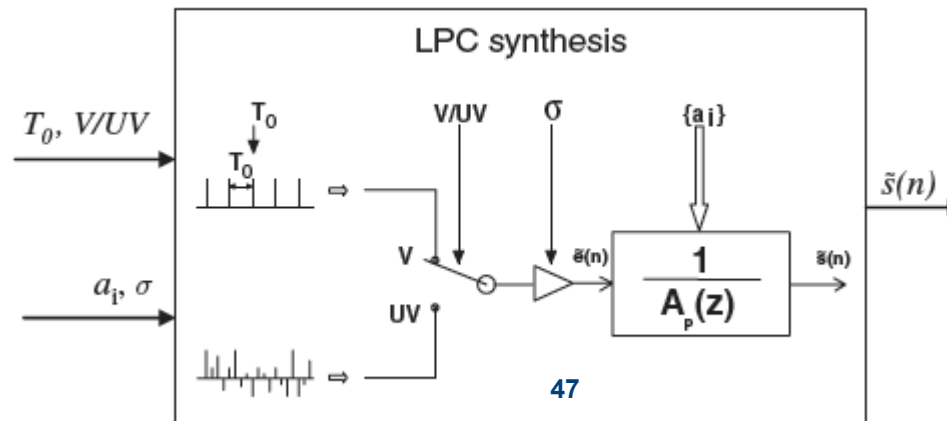 LPC synthesis
T₀, V/UV
T₀
T₀
V/UV
σ
{aᵢ}
s̃(n)
V
UV
ẽ(n)
1
Aₚ(z)
s̃(n)
aᵢ, σ
47